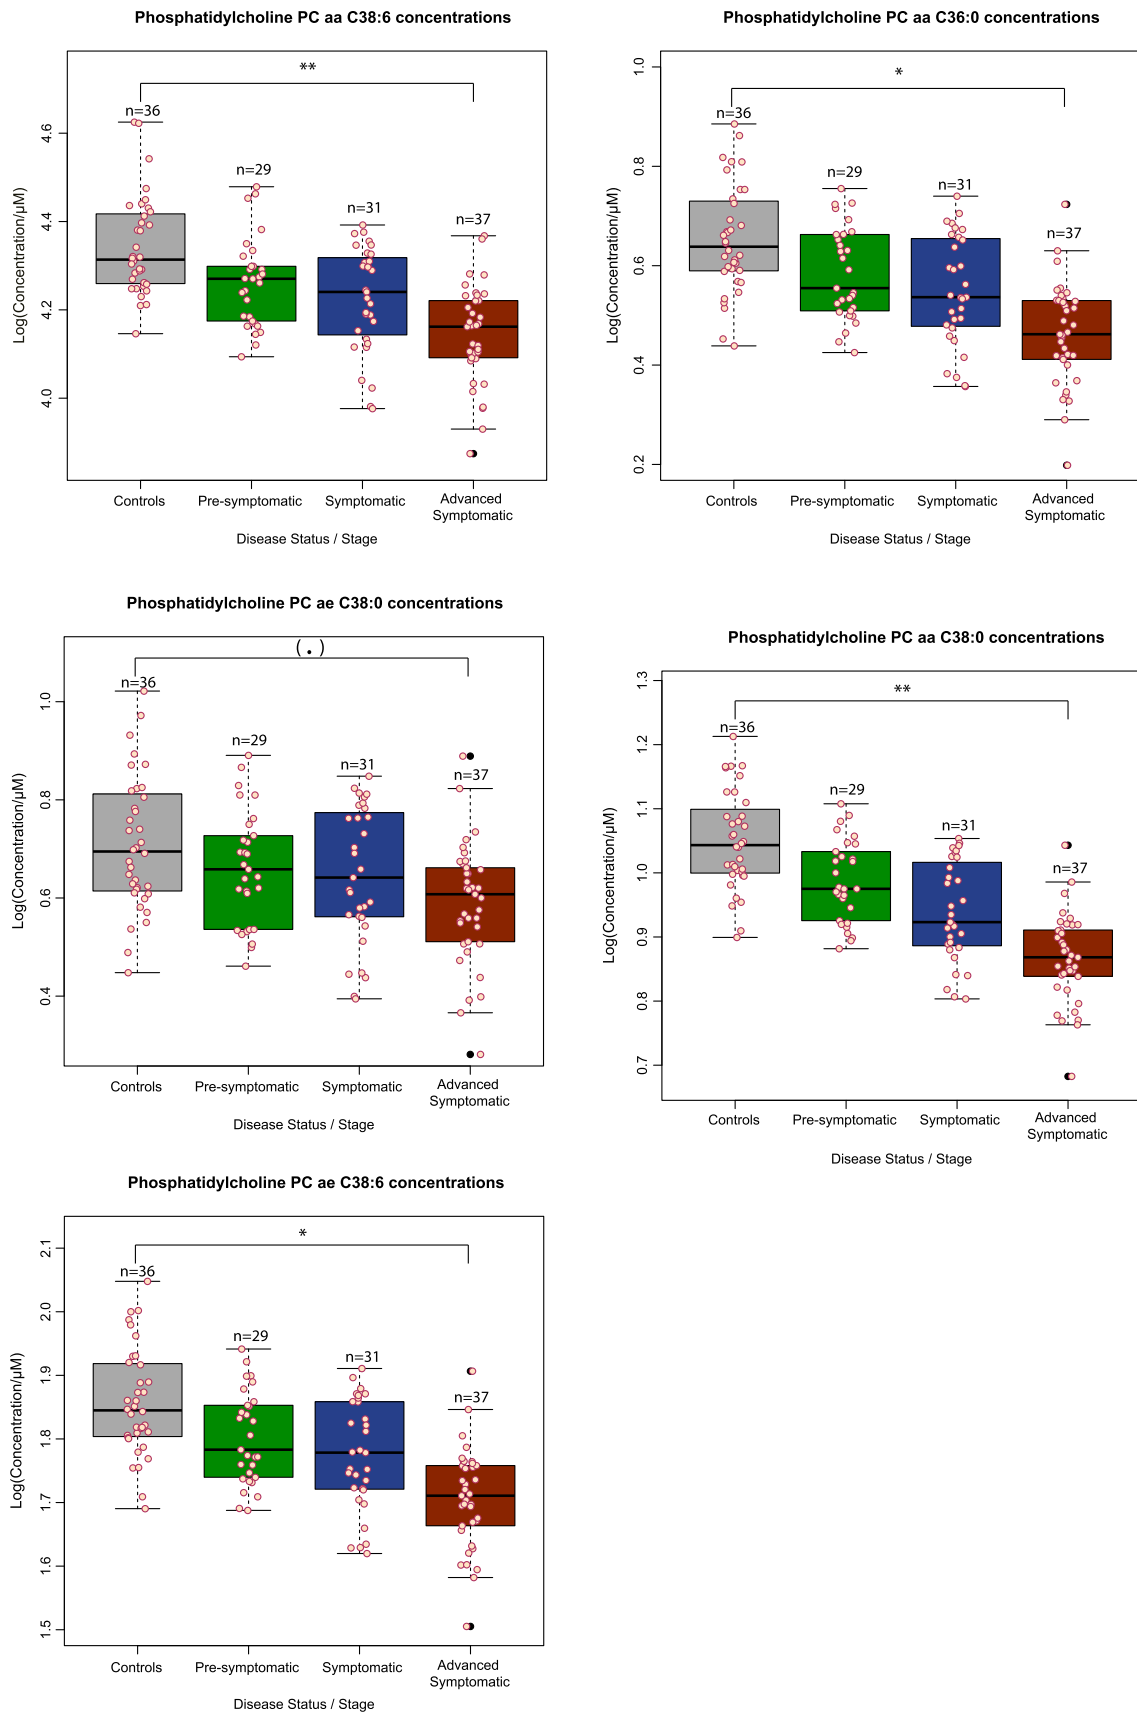 Phosphatidylcholine PC aa C38:6 concentrations
**
n=36
n=29
n=31
n=37
Log(Concentration/µM)
4.6
4.4
4.2
4.0
Controls
Pre-symptomatic
Symptomatic
Advanced
Symptomatic
Disease Status / Stage
Phosphatidylcholine PC aa C36:0 concentrations
*
n=36
n=29
n=31
n=37
Log(Concentration/µM)
1.0
0.8
0.6
0.4
0.2
Controls
Pre-symptomatic
Symptomatic
Advanced
Symptomatic
Disease Status / Stage
Phosphatidylcholine PC ae C38:0 concentrations
( . )
n=36
n=29
n=31
n=37
Log(Concentration/µM)
1.0
0.8
0.6
0.4
Controls
Pre-symptomatic
Symptomatic
Advanced
Symptomatic
Disease Status / Stage
Phosphatidylcholine PC aa C38:0 concentrations
**
n=36
n=29
n=31
n=37
Log(Concentration/µM)
1.3
1.2
1.1
1.0
0.9
0.8
0.7
Controls
Pre-symptomatic
Symptomatic
Advanced
Symptomatic
Disease Status / Stage
Phosphatidylcholine PC ae C38:6 concentrations
*
n=36
n=29
n=31
n=37
Log(Concentration/µM)
2.1
2.0
1.9
1.8
1.7
1.6
1.5
Controls
Pre-symptomatic
Symptomatic
Advanced
Symptomatic
Disease Status / Stage